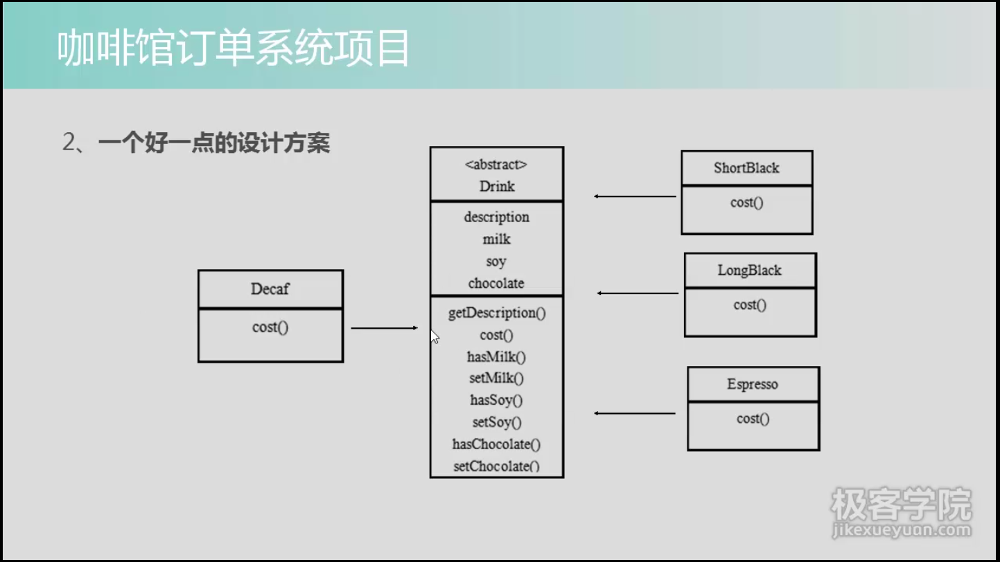 咖啡馆订单系统项目
2、一个好一点的设计方案
<abstract>
Drink
description
milk
soy
chocolate
getDescription()
cost()
hasMilk()
setMilk()
hasSoy()
setSoy()
hasChocolate()
setChocolate()
Decaf
cost()
ShortBlack
cost()
LongBlack
cost()
Espresso
cost()
极客学院
jikexueyuan.com